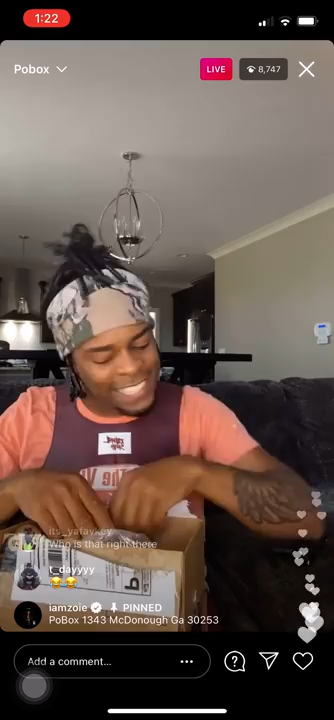 1:22
Pobox
LIVE
8,747
its_yafavkey
Who is that right there
t_dayyyy
😂😂
iamzoie PINNED
PoBox 1343 McDonough Ga 30253
Add a comment...